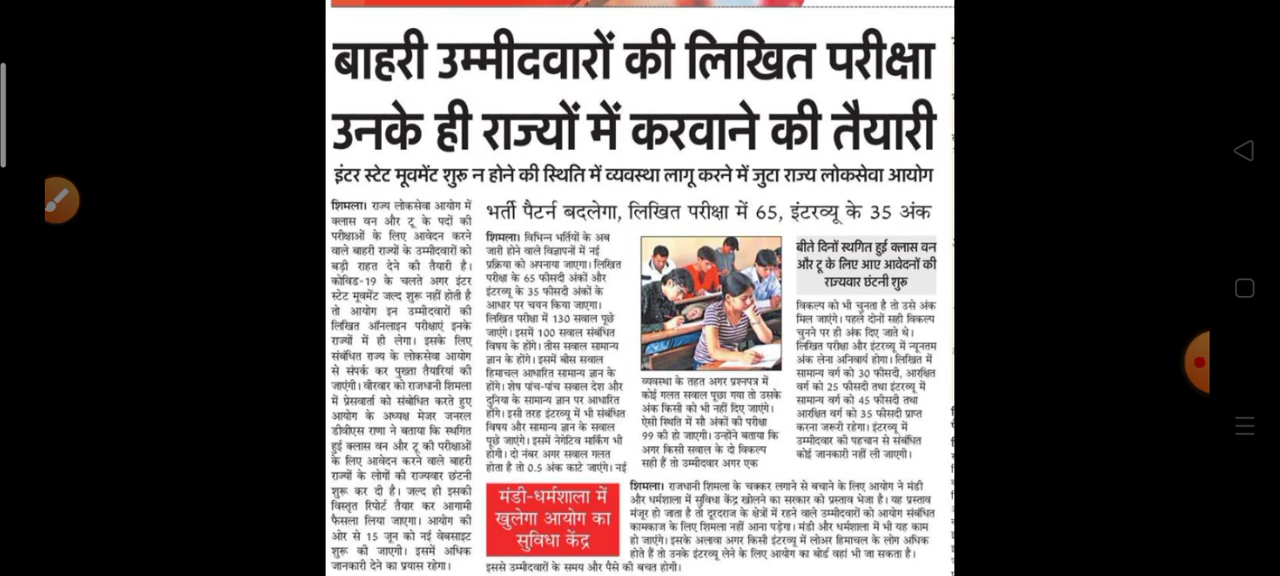 बाहरी उम्मीदवारों की लिखित परीक्षा
उनके ही राज्यों में करवाने की तैयारी
इंटर स्टेट मूवमेंट शुरू न होने की स्थिति में व्यवस्था लागू करने में जुटा राज्य लोकसेवा आयोग
शिमला। राज्य लोकसेवा आयोग में
क्लास वन और टू के पदों की
परीक्षाओं के लिए आवेदन करने
वाले बाहरी राज्यों के उम्मीदवारों को
बड़ी राहत देने की तैयारी है।
कोविड-19 के चलते अगर इंटर
स्टेट मूवमेंट जल्द शुरू नहीं होती है
तो आयोग इन उम्मीदवारों की
लिखित ऑनलाइन परीक्षाएं इनके
राज्यों में ही लेगा। इसके लिए
संबंधित राज्य के लोकसेवा आयोग
से संपर्क कर पुख्ता तैयारियां की
जाएंगी। वीरवार को राजधानी शिमला
में प्रेसवार्ता को संबोधित करते हुए
आयोग के अध्यक्ष मेजर जनरल
डीवीएस राणा ने बताया कि स्थगित
हुई क्लास वन और टू की परीक्षाओं
के लिए आवेदन करने वाले बाहरी
राज्यों के लोगों की राज्यवार छंटनी
शुरू कर दी है। जल्द ही इसकी
विस्तृत रिपोर्ट तैयार कर आगामी
फैसला लिया जाएगा। आयोग की
ओर से 15 जून को नई वेबसाइट
शुरू की जाएगी। इसमें अधिक
जानकारी देने का प्रयास रहेगा।
भर्ती पैटर्न बदलेगा, लिखित परीक्षा में 65, इंटरव्यू के 35 अंक
शिमला। विभिन्न भर्तियों के अब
जारी होने वाले विज्ञापनों में नई
प्रक्रिया को अपनाया जाएगा। लिखित
परीक्षा के 65 फीसदी अंकों और
इंटरव्यू के 35 फीसदी अंकों के
आधार पर चयन किया जाएगा।
लिखित परीक्षा में 130 सवाल पूछे
जाएंगे। इसमें 100 सवाल संबंधित
विषय के होंगे। तीस सवाल सामान्य
ज्ञान के होंगे। इसमें बीस सवाल
हिमाचल आधारित सामान्य ज्ञान के
होंगे। शेष पांच-पांच सवाल देश और
दुनिया के सामान्य ज्ञान पर आधारित
होंगे। इसी तरह इंटरव्यू में भी संबंधित
विषय और सामान्य ज्ञान के सवाल
पूछे जाएंगे। इसमें नेगेटिव मार्किंग भी
होगी। दो नंबर अगर सवाल गलत
होता है तो 0.5 अंक काटे जाएंगे। नई
व्यवस्था के तहत अगर प्रश्नपत्र में
कोई गलत सवाल पूछा गया तो उसके
अंक किसी को भी नहीं दिए जाएंगे।
ऐसी स्थिति में सौ अंकों की परीक्षा
99 की हो जाएगी। उन्होंने बताया कि
अगर किसी सवाल के दो विकल्प
सही हैं तो उम्मीदवार अगर एक
बीते दिनों स्थगित हुई क्लास वन
और टू के लिए आए आवेदनों की
राज्यवार छंटनी शुरू
विकल्प को भी चुनता है तो उसे अंक
मिल जाएंगे। पहले दोनों सही विकल्प
चुनने पर ही अंक दिए जाते थे।
लिखित परीक्षा और इंटरव्यू में न्यूनतम
अंक लेना अनिवार्य होगा। लिखित में
सामान्य वर्ग को 30 फीसदी, आरक्षित
वर्ग को 25 फीसदी तथा इंटरव्यू में
सामान्य वर्ग को 45 फीसदी तथा
आरक्षित वर्ग को 35 फीसदी प्राप्त
करना जरूरी रहेगा। इंटरव्यू में
उम्मीदवार की पहचान से संबंधित
कोई जानकारी नहीं ली जाएगी।
मंडी-धर्मशाला में
खुलेगा आयोग का
सुविधा केंद्र
शिमला। राजधानी शिमला के चक्कर लगाने से बचाने के लिए आयोग ने मंडी
और धर्मशाला में सुविधा केंद्र खोलने का सरकार को प्रस्ताव भेजा है। यह प्रस्ताव
मंजूर हो जाता है तो दूरदराज के क्षेत्रों में रहने वाले उम्मीदवारों को आयोग संबंधित
कामकाज के लिए शिमला नहीं आना पड़ेगा। मंडी और धर्मशाला में भी यह काम
हो जाएंगे। इसके अलावा अगर किसी इंटरव्यू में लोअर हिमाचल के लोग अधिक
होते हैं तो उनके इंटरव्यू लेने के लिए आयोग का बोर्ड वहां भी जा सकता है।
इससे उम्मीदवारों के समय और पैसे की बचत होगी।